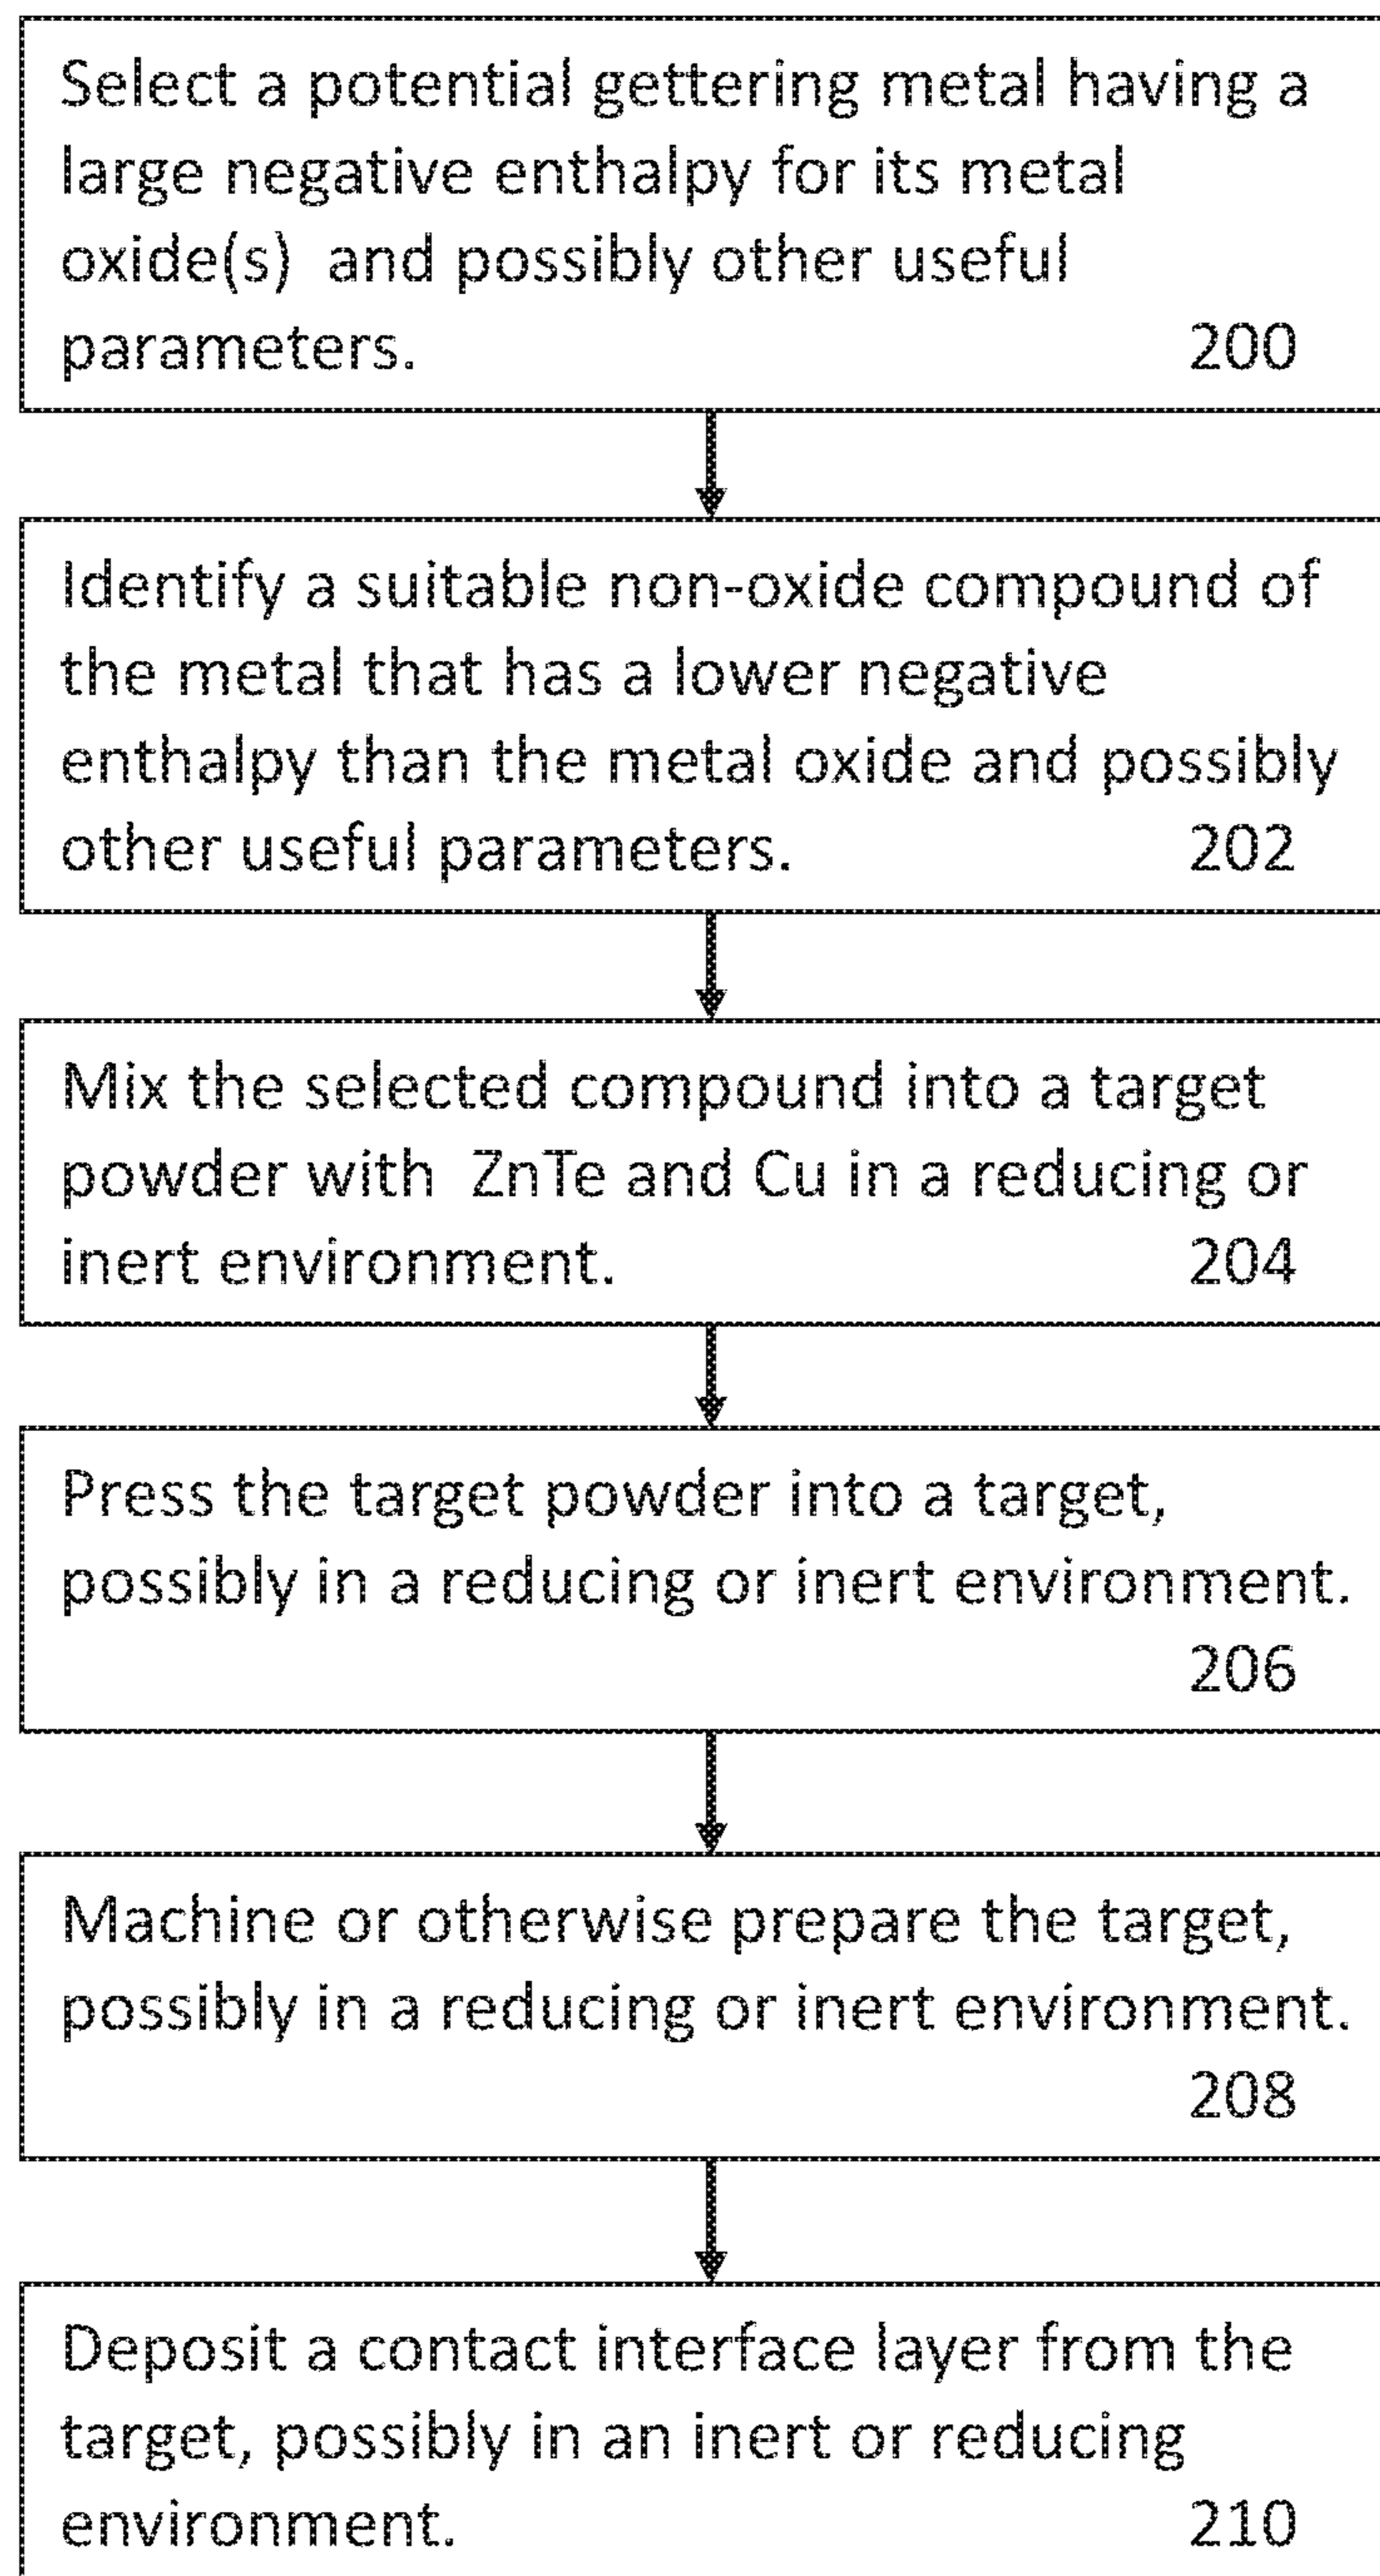 Select a potential gettering metal having a
large negative enthalpy for its metal
oxide(s) and possibly other useful
parameters. 200
Identify a suitable non-oxide compound of
the metal that has a lower negative
enthalpy than the metal oxide and possibly
other useful parameters. 202
Mix the selected compound into a target
powder with ZnTe and Cu in a reducing or
inert environment. 204
Press the target powder into a target,
possibly in a reducing or inert environment.
206
Machine or otherwise prepare the target,
possibly in a reducing or inert environment.
208
Deposit a contact interface layer from the
target, possibly in an inert or reducing
environment. 210